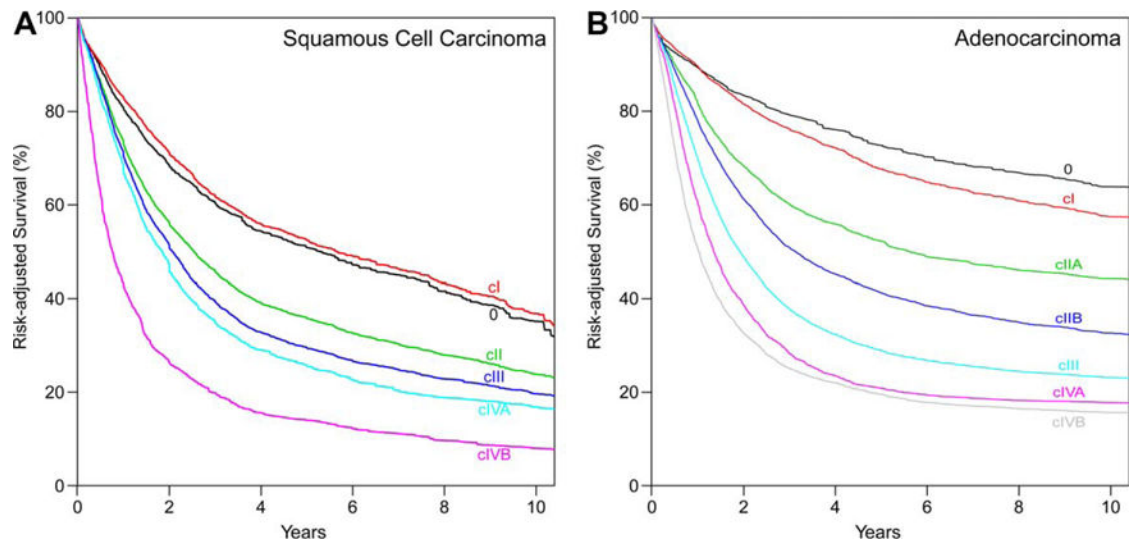 A
Squamous Cell Carcinoma
Risk-adjusted Survival (%)
100
80
60
40
20
0
cI
0
cII
cIII
cIVA
cIVB
0 2 4 6 8 10
Years
B
Adenocarcinoma
Risk-adjusted Survival (%)
100
80
60
40
20
0
0
cI
cIIA
cIIB
cIII
cIVA
cIVB
0 2 4 6 8 10
Years